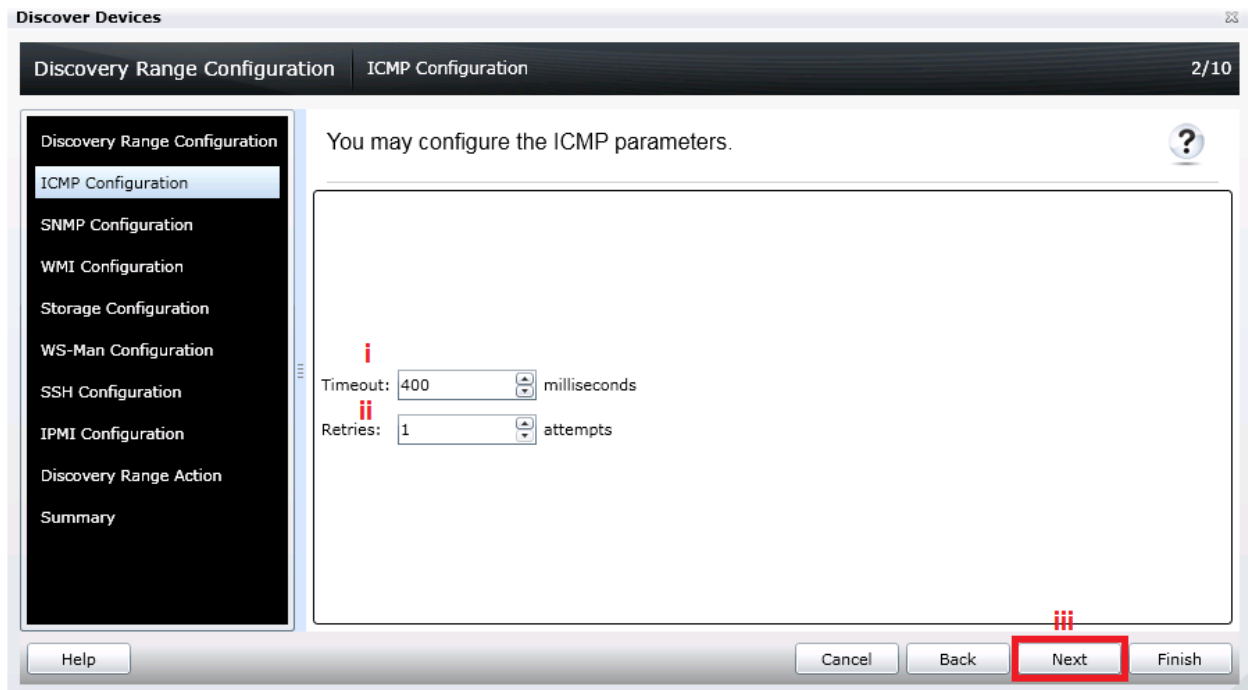 Discover Devices
Discovery Range Configuration ICMP Configuration 2/10
Discovery Range Configuration
ICMP Configuration
SNMP Configuration
WMI Configuration
Storage Configuration
WS-Man Configuration
SSH Configuration
IPMI Configuration
Discovery Range Action
Summary
You may configure the ICMP parameters. ?
i
Timeout: 400 milliseconds
ii
Retries: 1 attempts
iii
Help Cancel Back Next Finish